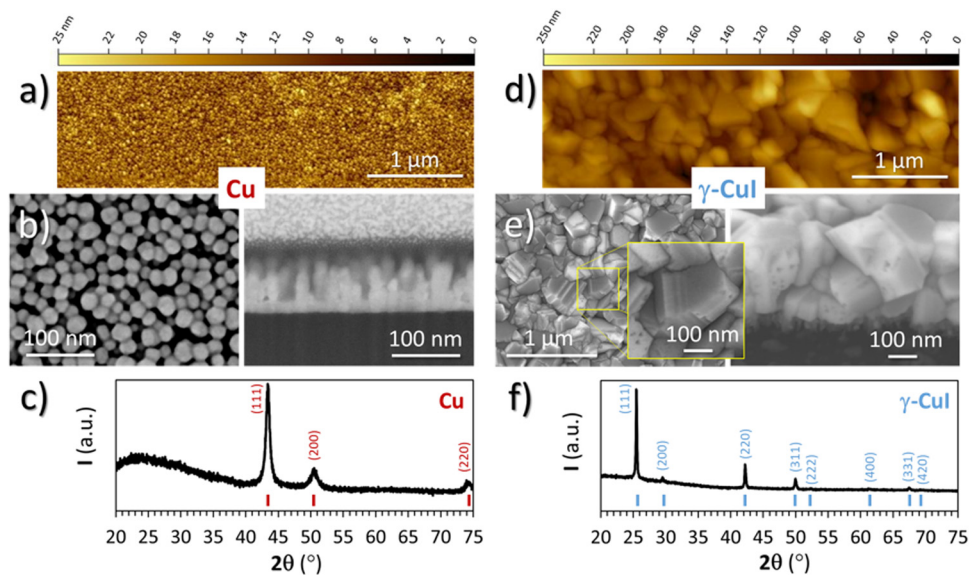 25 nm 22 20 18 16 14 12 10 8 6 4 2 0
a)
1 μm
Cu
b)
100 nm
100 nm
c)
Cu
(111)
(200)
(220)
I (a.u.)
20 25 30 35 40 45 50 55 60 65 70 75
2θ (°)
250 nm 220 200 180 160 140 120 100 80 60 40 20 0
d)
1 μm
γ-CuI
e)
1 μm
100 nm
100 nm
f)
γ-CuI
(111)
(200)
(220)
(311)
(222)
(400)
(331)
(420)
I (a.u.)
20 25 30 35 40 45 50 55 60 65 70 75
2θ (°)